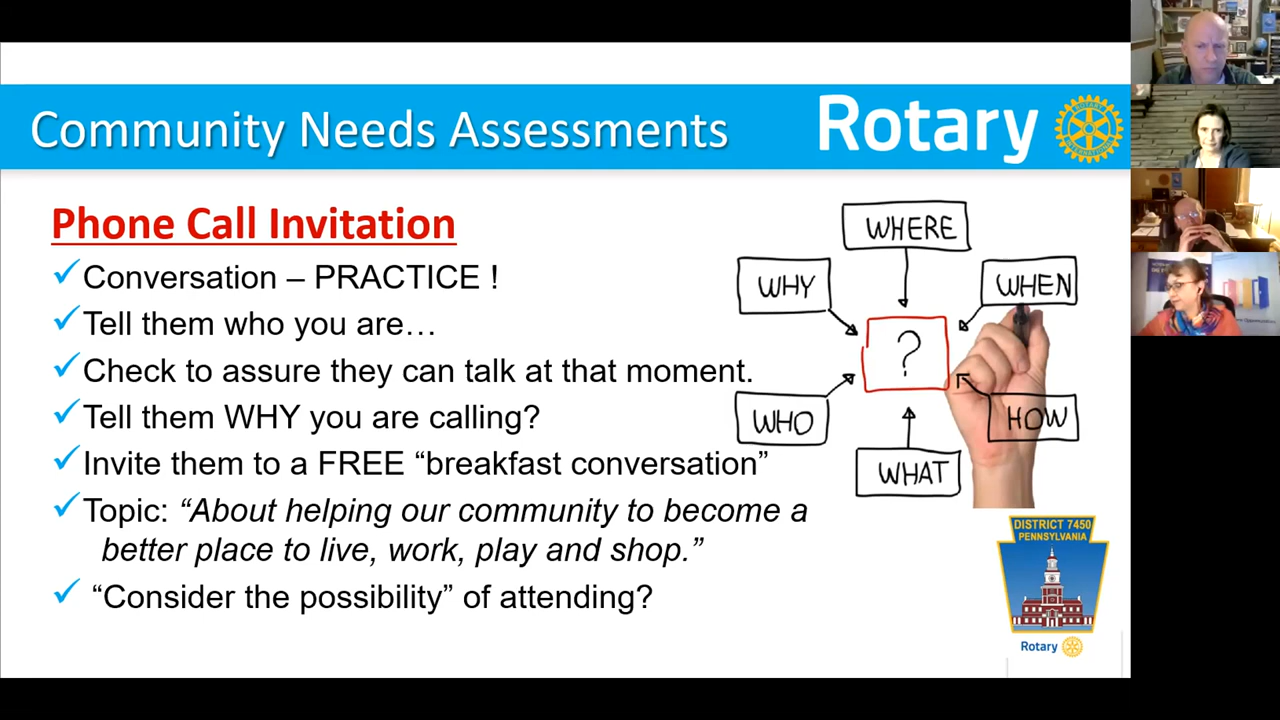 Community Needs Assessments
Rotary
ROTARY
INTERNATIONAL
Phone Call Invitation
Conversation – PRACTICE !
Tell them who you are…
Check to assure they can talk at that moment.
Tell them WHY you are calling?
Invite them to a FREE “breakfast conversation”
Topic: “About helping our community to become a
better place to live, work, play and shop.”
“Consider the possibility” of attending?
WHERE
WHY
WHEN
?
WHO
HOW
WHAT
DISTRICT 7450
PENNSYLVANIA
Rotary